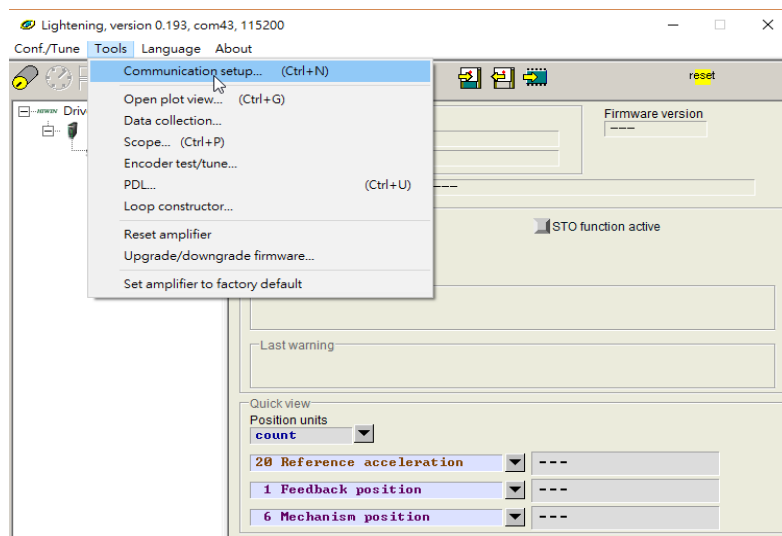 Lightening, version 0.193, com43, 115200
Conf./Tune Tools Language About
Communication setup... (Ctrl+N)
reset
Open plot view... (Ctrl+G)
HIWIN Driv
Firmware version
Data collection...
---
Scope... (Ctrl+P)
Encoder test/tune...
PDL... (Ctrl+U)
---
Loop constructor...
Reset amplifier
STO function active
Upgrade/downgrade firmware...
Set amplifier to factory default
Last warning
Quick view
Position units
count
20 Reference acceleration ---
1 Feedback position ---
6 Mechanism position ---